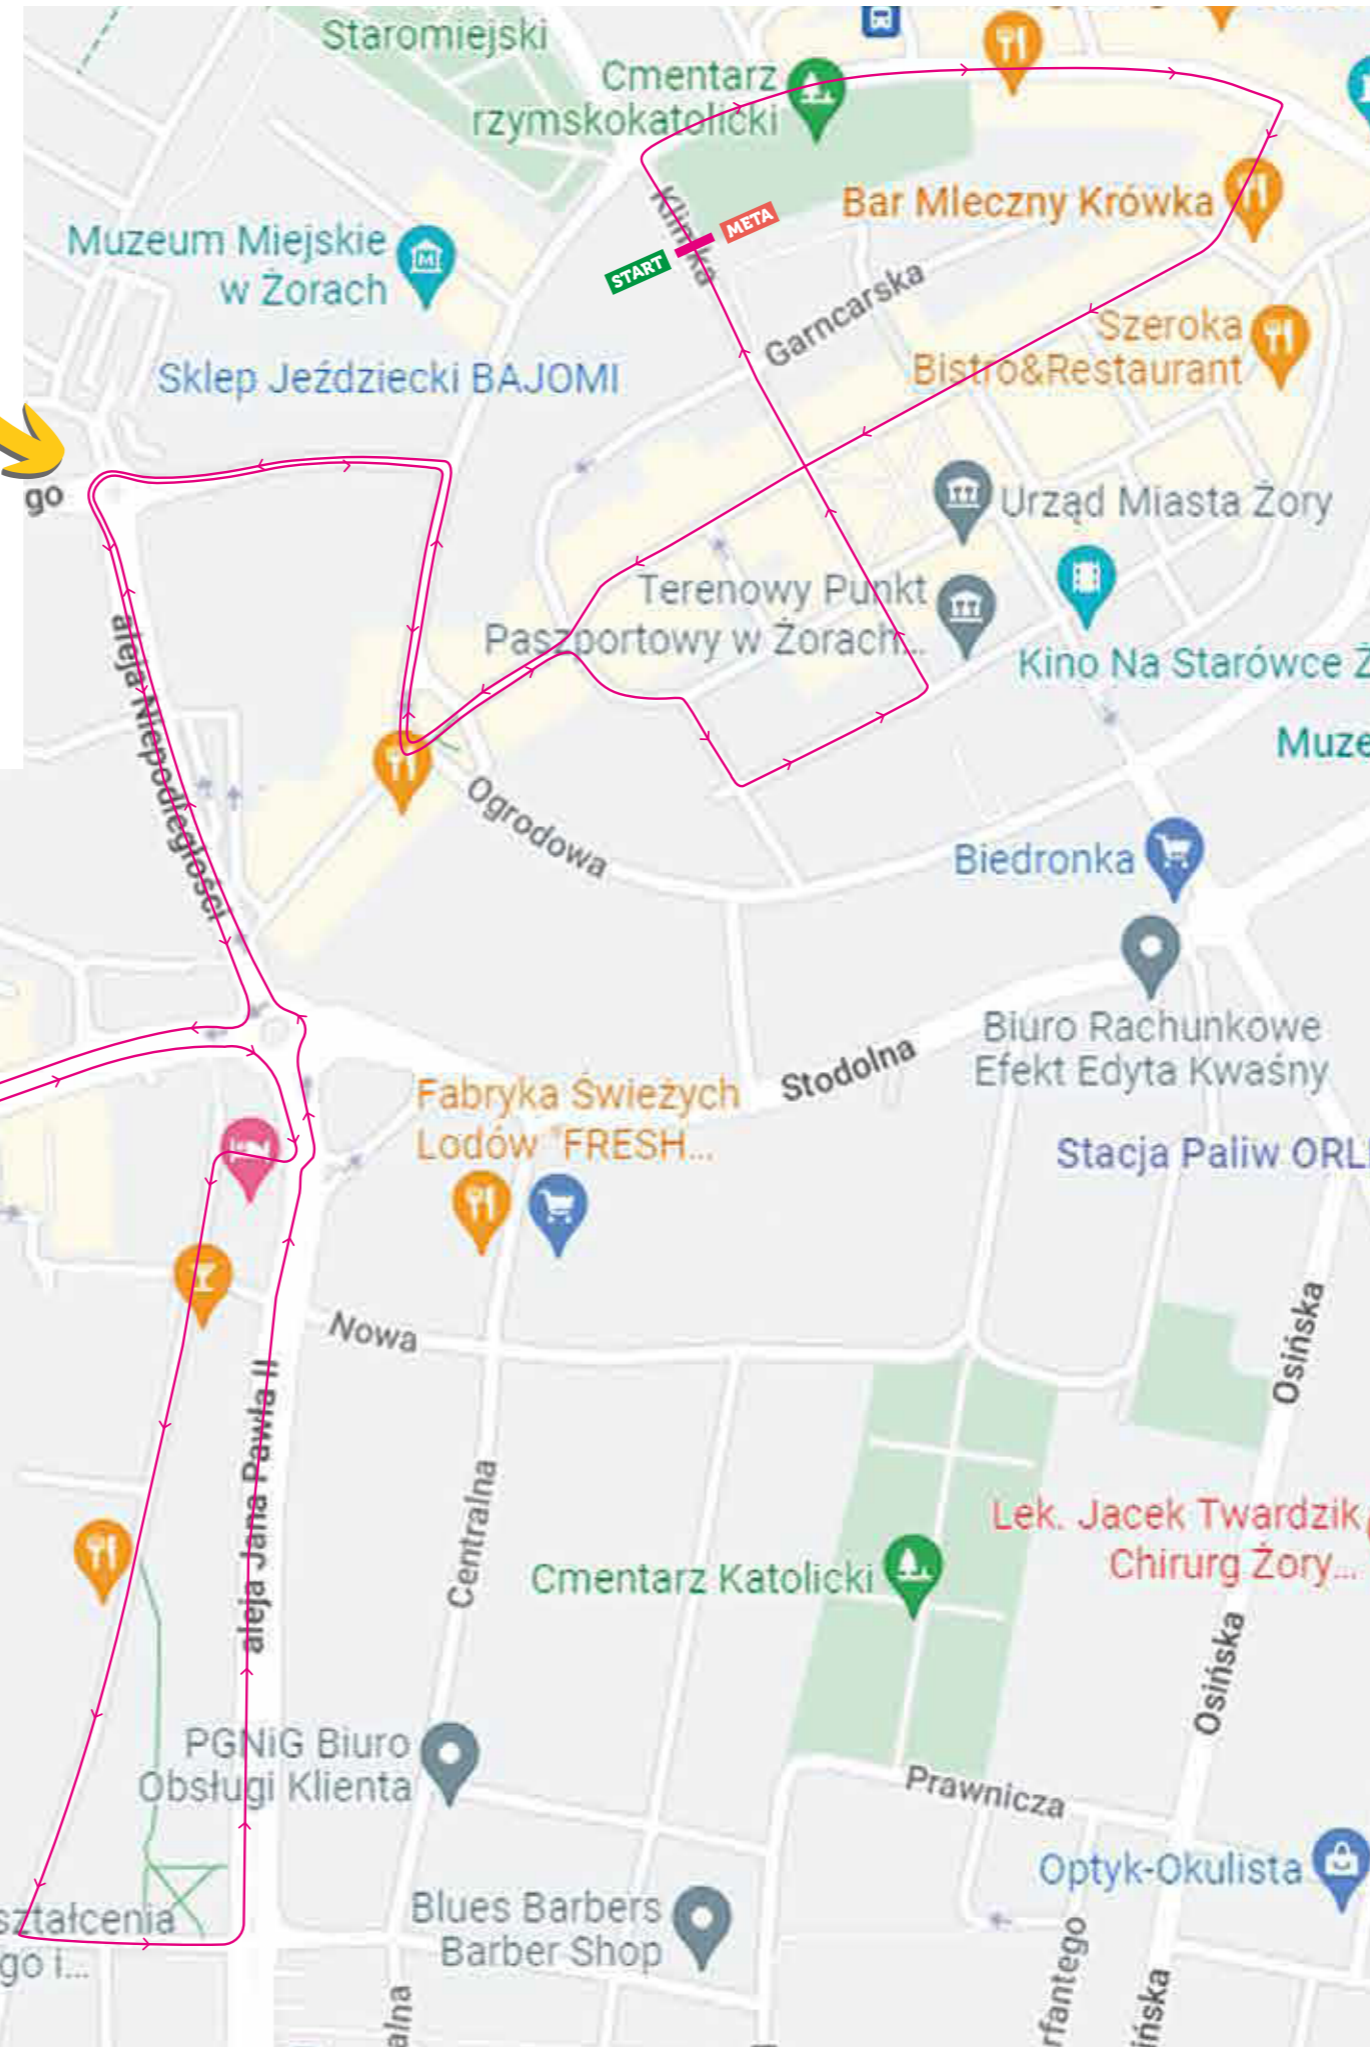 Staromiejski
Cmentarz
rzymskokatolicki
META
START
Bar Mleczny Krówka
Muzeum Miejskie
w Żorach
Garncarska
Szeroka
Bistro&Restaurant
Sklep Jeździecki BAJOMI
go
Urząd Miasta Żory
Terenowy Punkt
Paszportowy w Żorach...
Kino Na Starówce Ż
aleja Niepodległości
Muze
Ogrodowa
Biedronka
Biuro Rachunkowe
Efekt Edyta Kwaśny
Stodolna
Fabryka Świeżych
Lodów "FRESH...
Stacja Paliw ORL
Nowa
Osińska
aleja Jana Pawła II
Centralna
Lek. Jacek Twardzik
Chirurg Żory...
Cmentarz Katolicki
Osińska
PGNiG Biuro
Obsługi Klienta
Prawnicza
Optyk-Okulista
ształcenia
go i...
Blues Barbers
Barber Shop
alna
rfantego
ińska